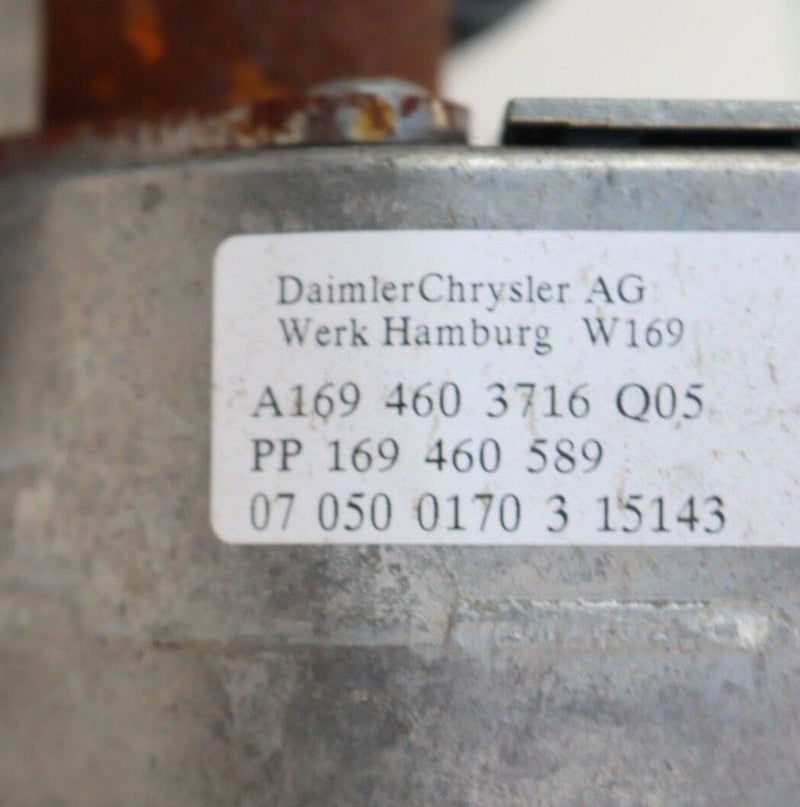 DaimlerChrysler AG
Werk Hamburg W169
A169 460 3716 Q05
PP 169 460 589
07 050 0170 3 15143